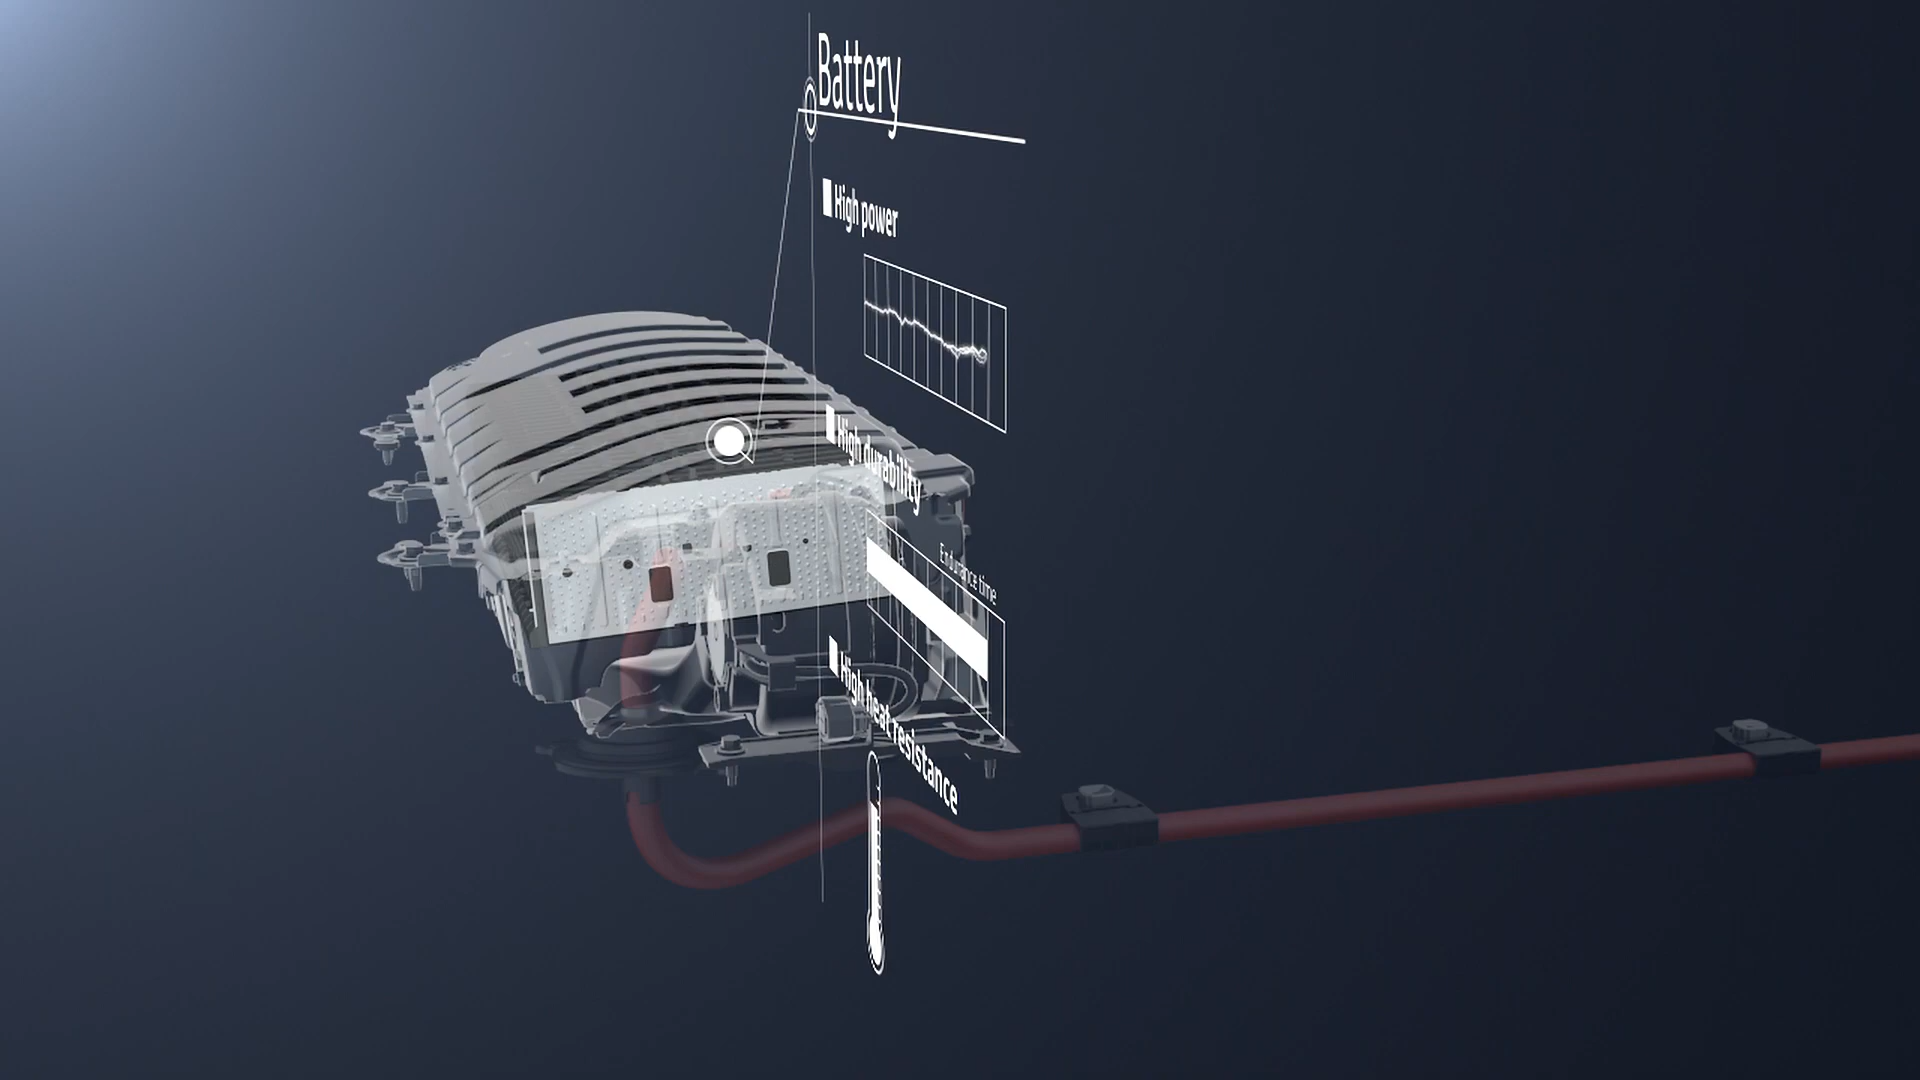 Battery
High power
High durability
Endurance time
High heat resistance